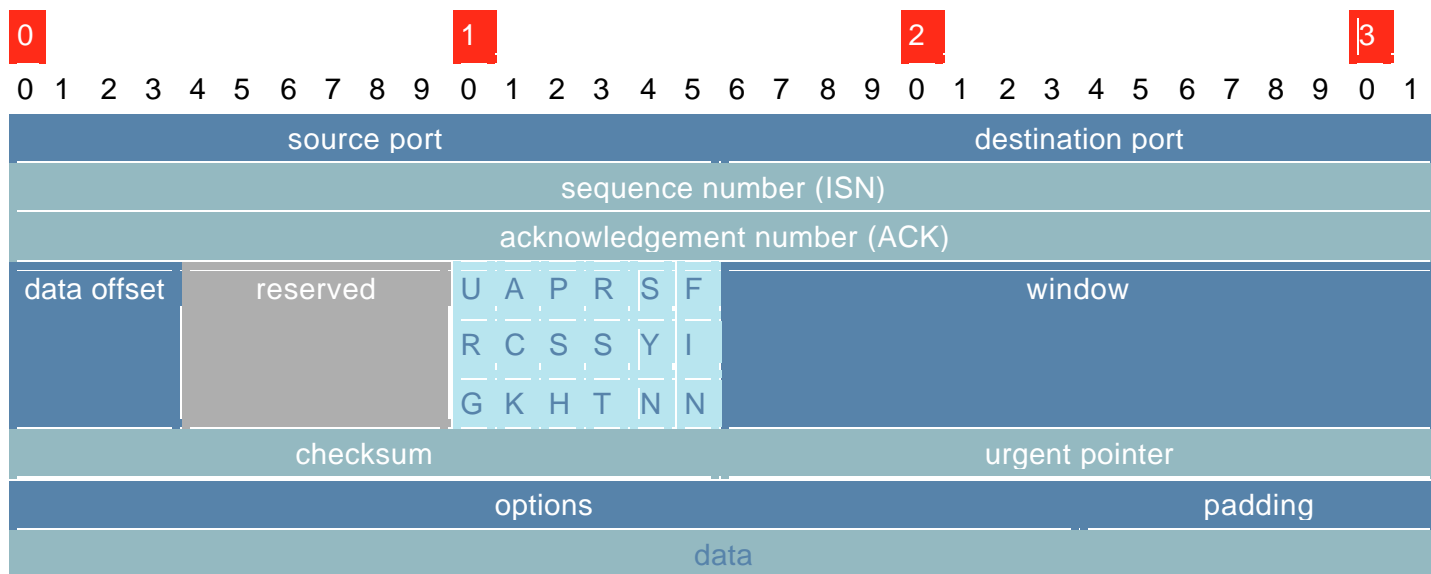 0 1 2 3
0 1 2 3 4 5 6 7 8 9 0 1 2 3 4 5 6 7 8 9 0 1 2 3 4 5 6 7 8 9 0 1
source port destination port
sequence number (ISN)
acknowledgement number (ACK)
data offset reserved U A P R S F window
R C S S Y I
G K H T N N
checksum urgent pointer
options padding
data